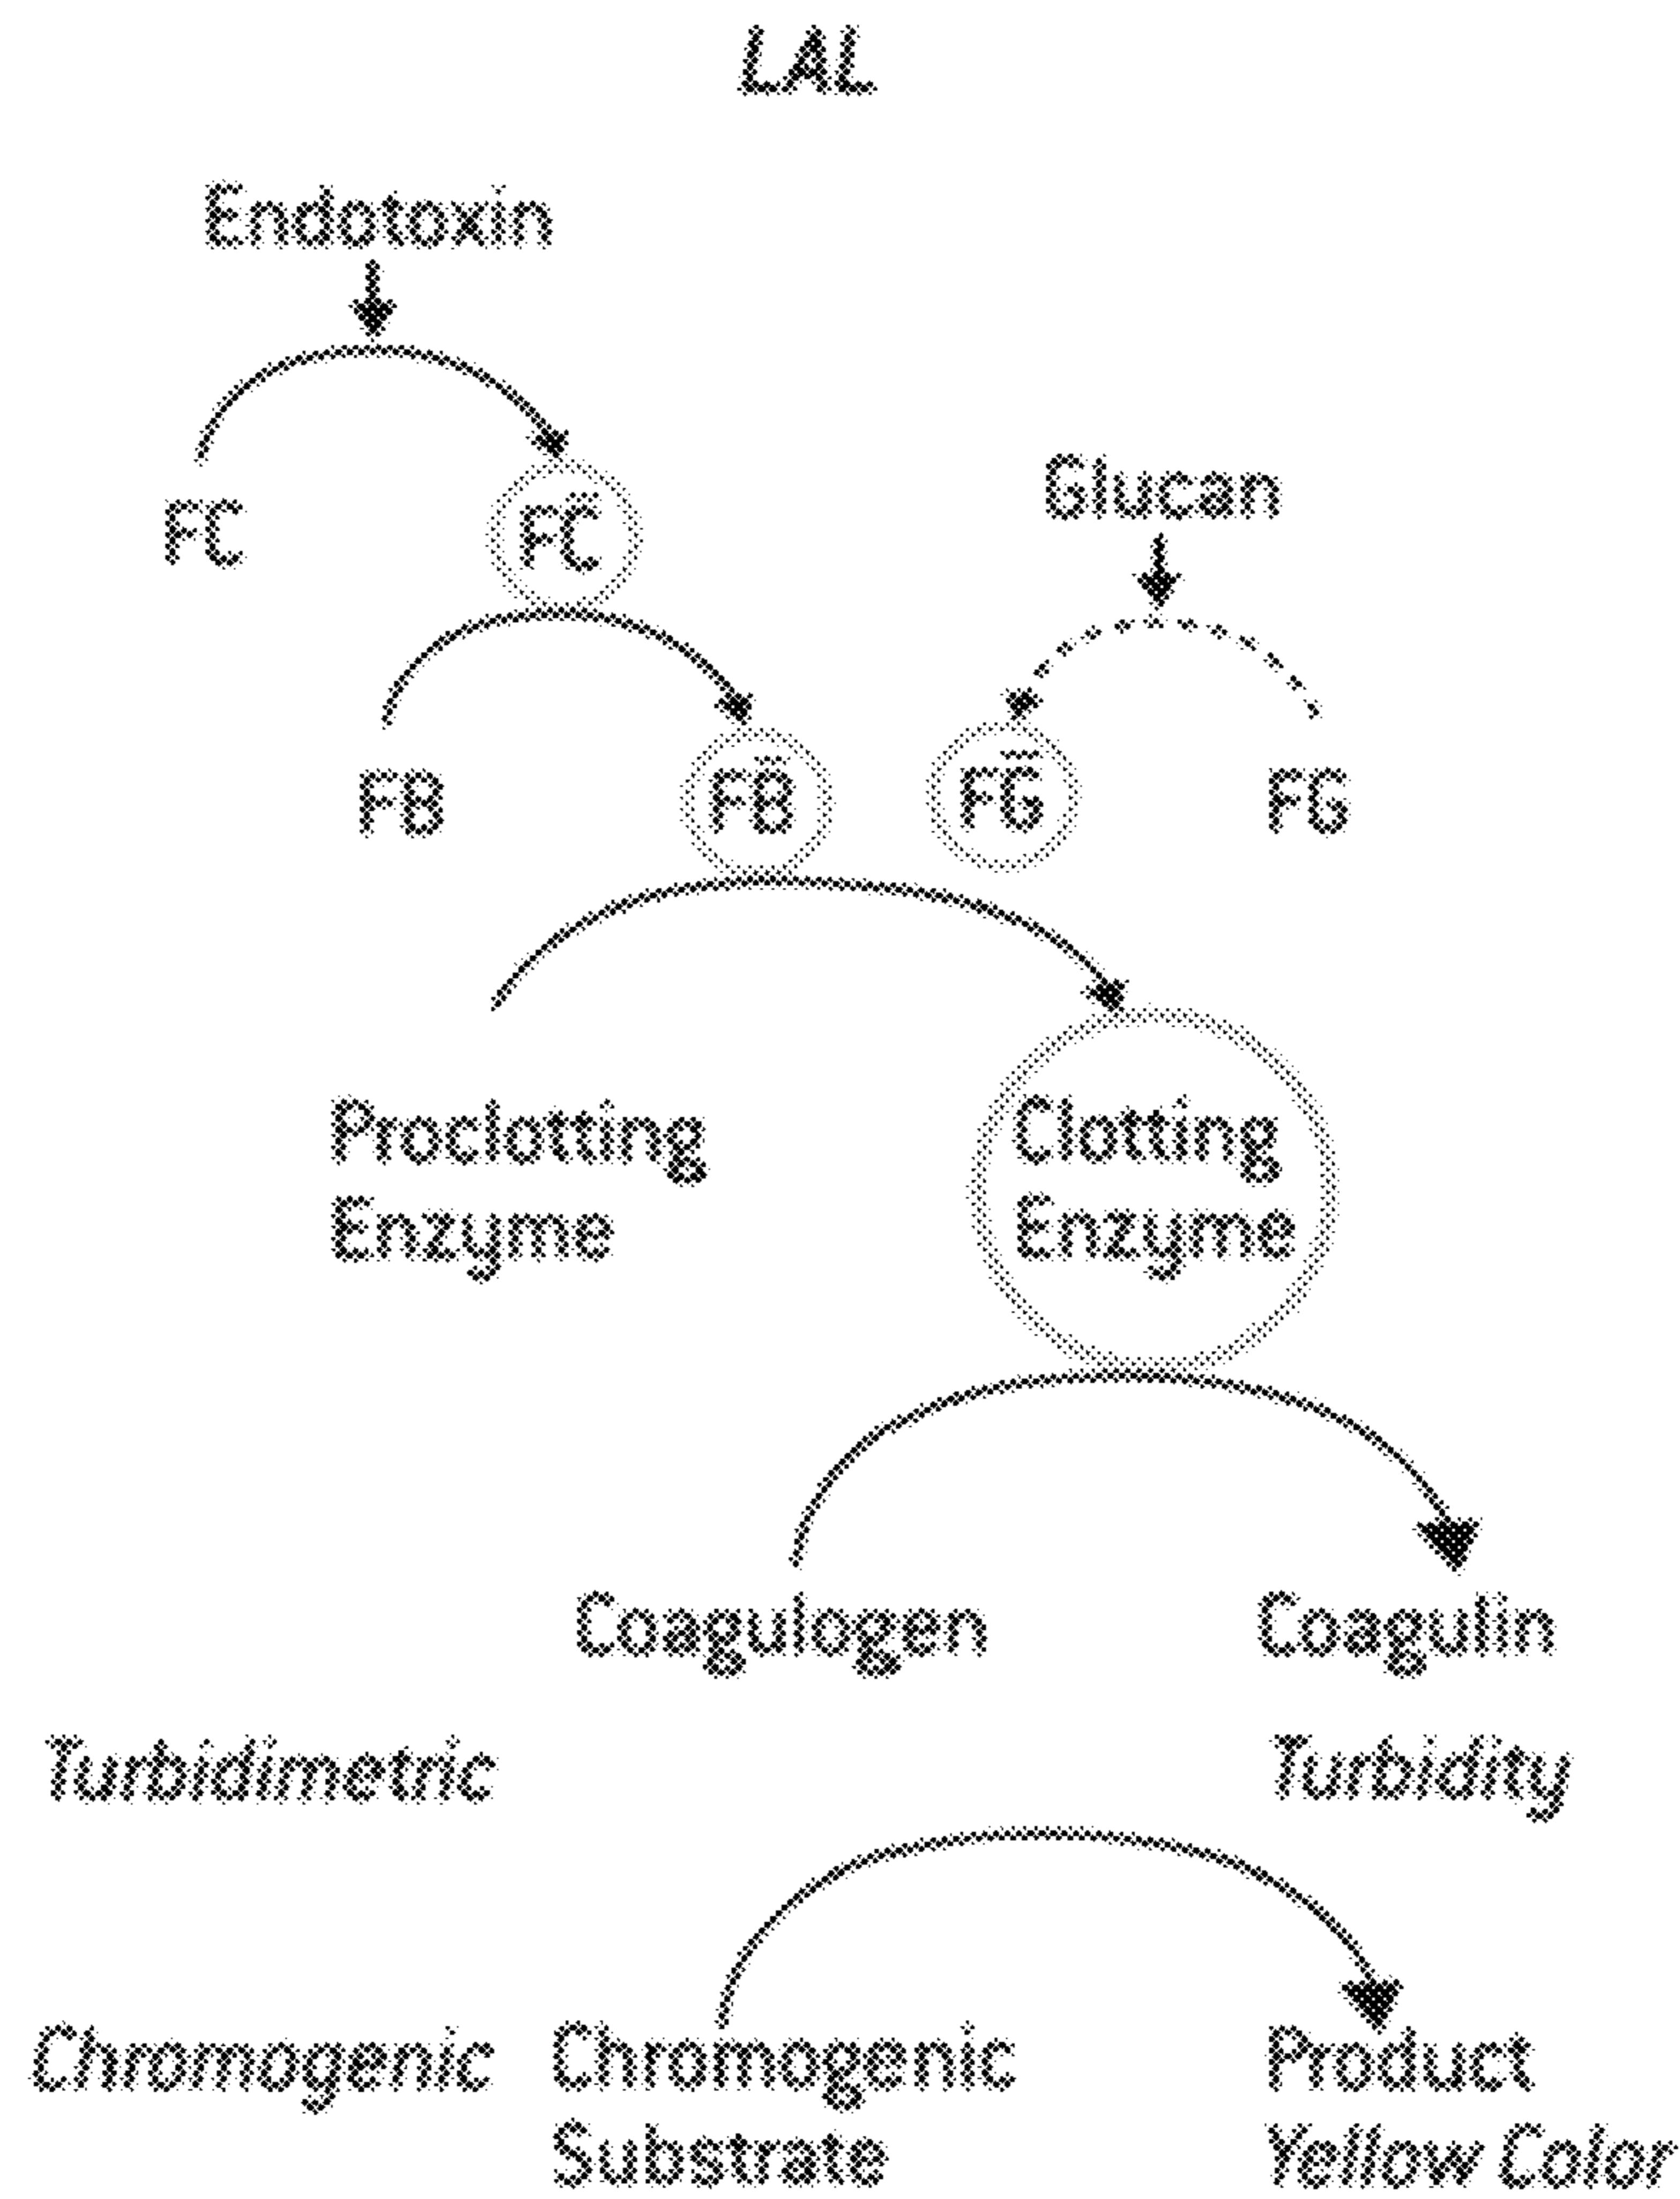 LAL
Endotoxin
Glucan
FC
FC̅
FB
FB̅
FG̅
FG
Proclotting
Enzyme
Clotting
Enzyme
Coagulogen
Coagulin
Turbidimetric
Turbidity
Chromogenic
Chromogenic
Substrate
Product
Yellow Color